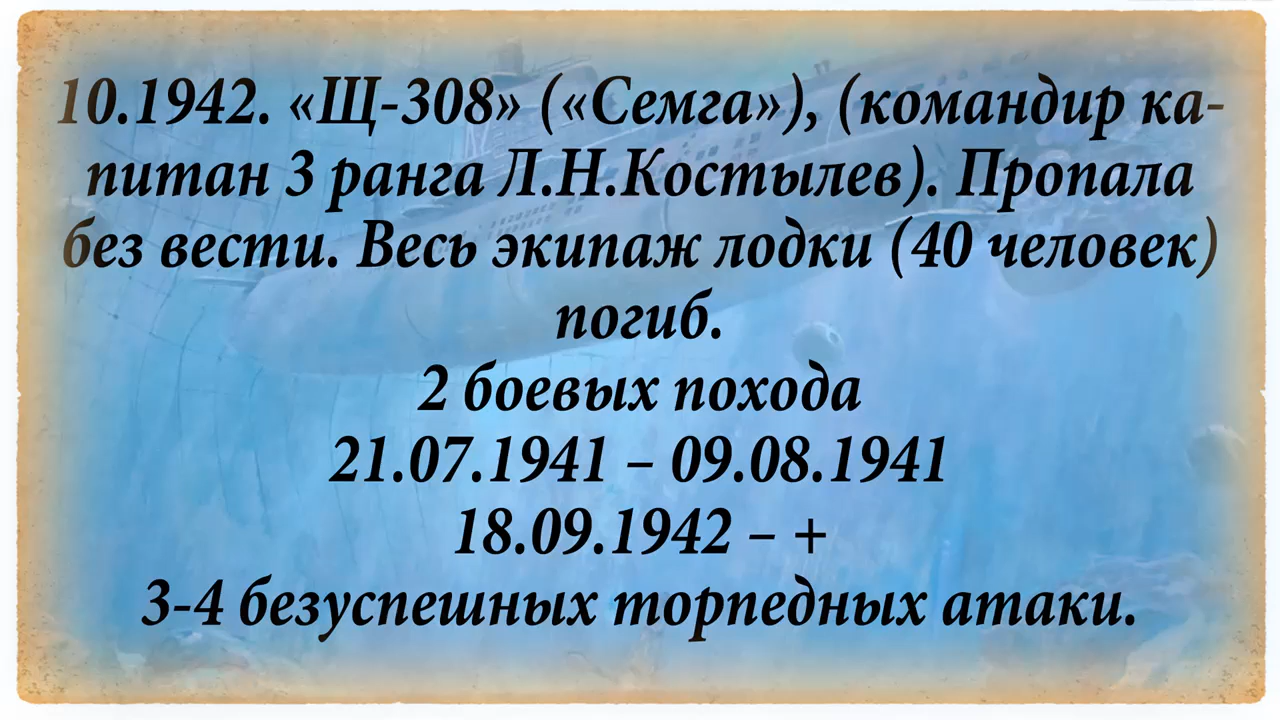 10.1942. «Щ-308» («Семга»), (командир ка-
питан 3 ранга Л.Н.Костылев). Пропала
без вести. Весь экипаж лодки (40 человек)
погиб.
2 боевых похода
21.07.1941 – 09.08.1941
18.09.1942 – +
3-4 безуспешных торпедных атаки.